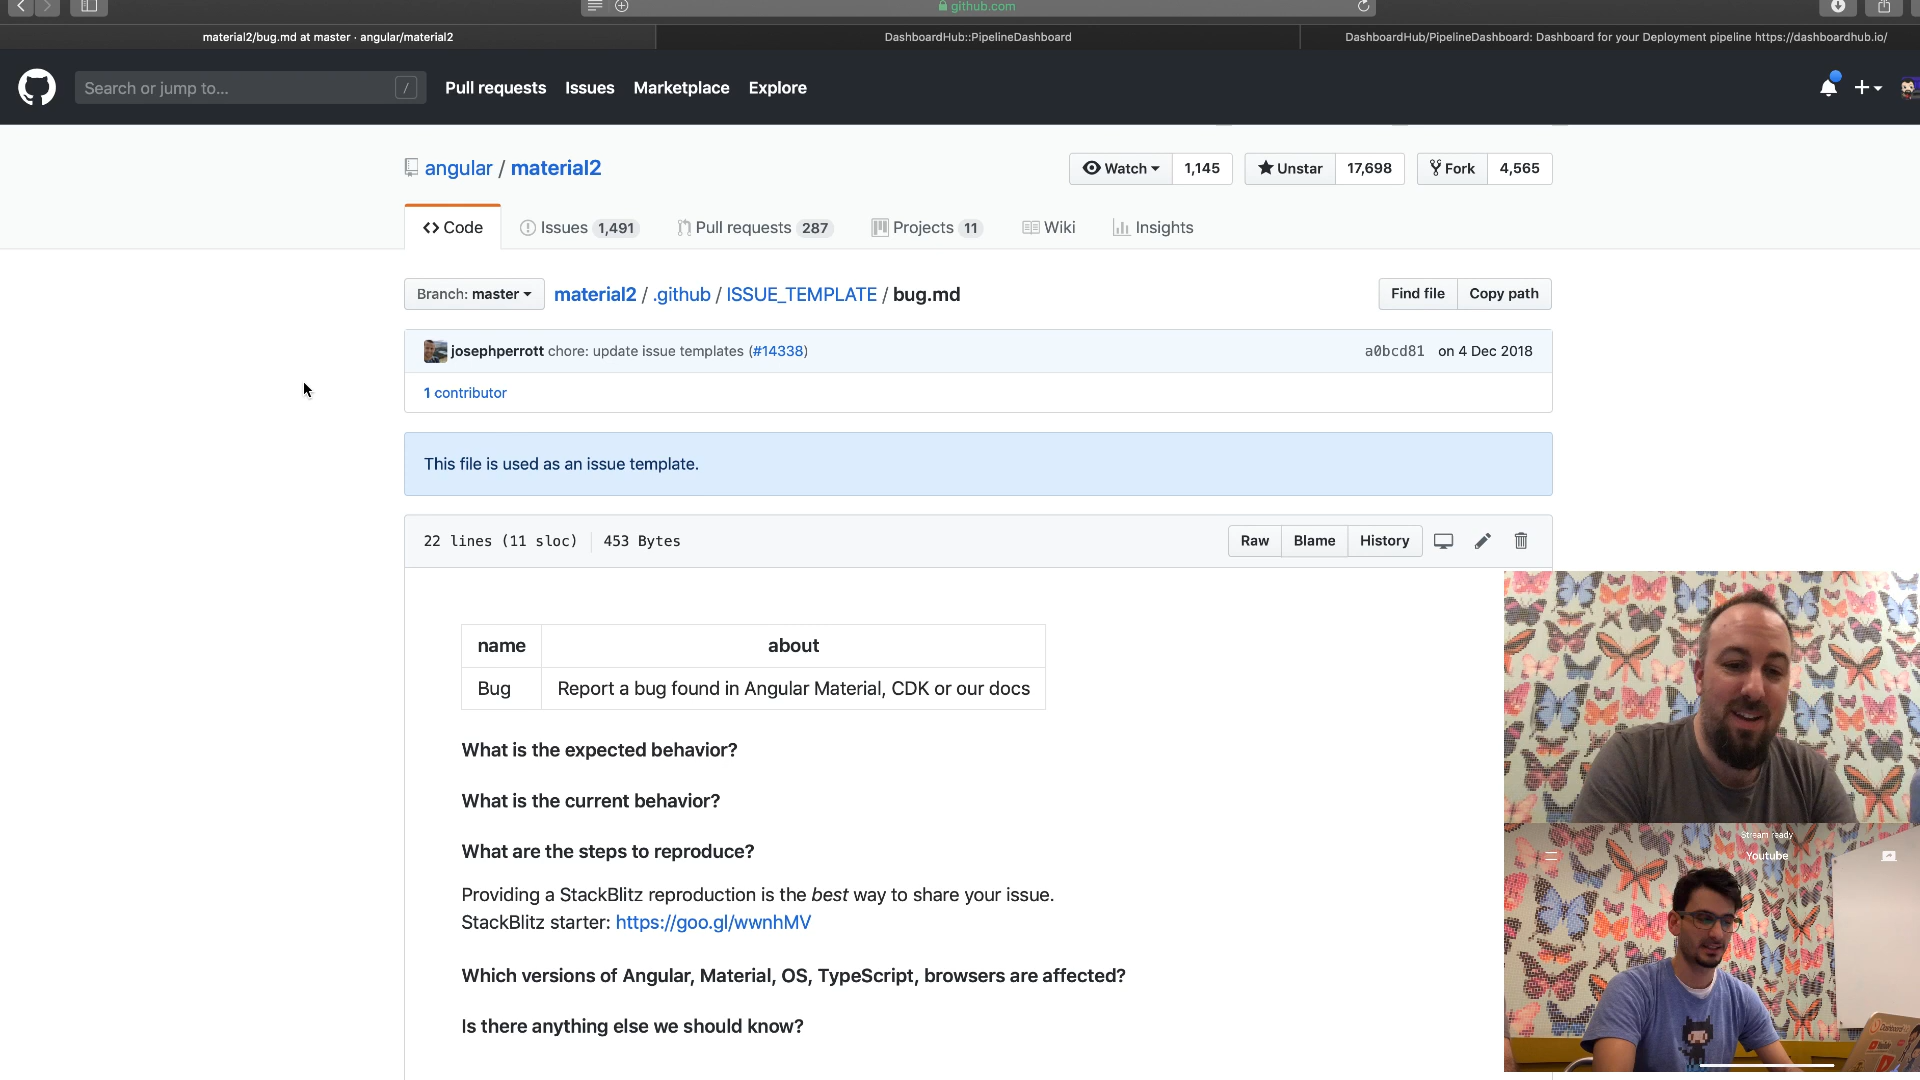 github.com
material2/bug.md at master · angular/material2
DashboardHub::PipelineDashboard
DashboardHub/PipelineDashboard: Dashboard for your Deployment pipeline https://dashboardhub.io/
Search or jump to...
/
Pull requests
Issues
Marketplace
Explore
angular / material2
Watch
1,145
Unstar
17,698
Fork
4,565
Code
Issues 1,491
Pull requests 287
Projects 11
Wiki
Insights
Branch: master
material2 / .github / ISSUE_TEMPLATE / bug.md
Find file
Copy path
josephperrott chore: update issue templates (#14338)
a0bcd81 on 4 Dec 2018
1 contributor
This file is used as an issue template.
22 lines (11 sloc)
453 Bytes
Raw
Blame
History
name
about
Bug
Report a bug found in Angular Material, CDK or our docs
What is the expected behavior?
What is the current behavior?
What are the steps to reproduce?
Providing a StackBlitz reproduction is the best way to share your issue.
StackBlitz starter: https://goo.gl/wwnhMV
Which versions of Angular, Material, OS, TypeScript, browsers are affected?
Is there anything else we should know?
Stream ready
Youtube